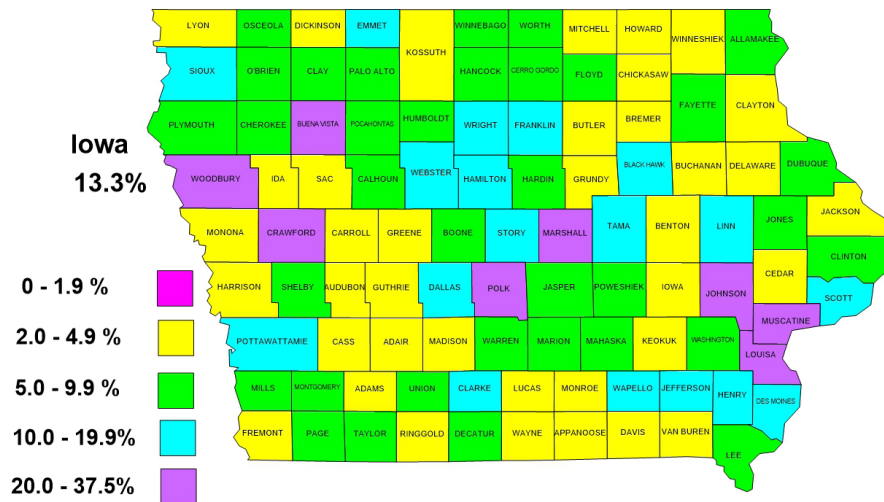 LYON OSCEOLA DICKINSON EMMET WINNEBAGO WORTH MITCHELL HOWARD WINNESHIEK ALLAMAKEE
KOSSUTH
SIOUX O'BRIEN CLAY PALO ALTO HANCOCK CERRO GORDO FLOYD CHICKASAW
PLYMOUTH CHEROKEE BUENA VISTA POCAHONTAS HUMBOLDT WRIGHT FRANKLIN BUTLER BREMER FAYETTE CLAYTON
Iowa
13.3%
WOODBURY IDA SAC CALHOUN WEBSTER HAMILTON HARDIN GRUNDY BLACK HAWK BUCHANAN DELAWARE DUBUQUE
MONONA CRAWFORD CARROLL GREENE BOONE STORY MARSHALL TAMA BENTON LINN JONES JACKSON
CLINTON
0 - 1.9 %
HARRISON SHELBY AUDUBON GUTHRIE DALLAS POLK JASPER POWESHIEK IOWA JOHNSON CEDAR SCOTT
MUSCATINE
2.0 - 4.9 %
POTTAWATTAMIE CASS ADAIR MADISON WARREN MARION MAHASKA KEOKUK WASHINGTON LOUISA
5.0 - 9.9 %
MILLS MONTGOMERY ADAMS UNION CLARKE LUCAS MONROE WAPELLO JEFFERSON HENRY DES MOINES
10.0 - 19.9%
FREMONT PAGE TAYLOR RINGGOLD DECATUR WAYNE APPANOOSE DAVIS VAN BUREN LEE
20.0 - 37.5%